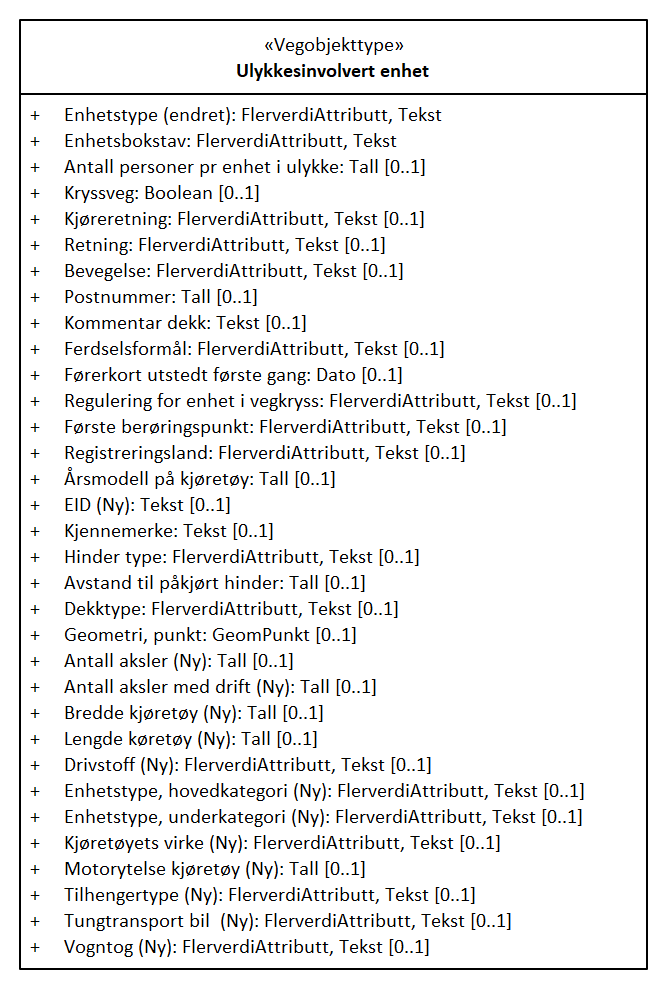 «Vegobjekttype»
Ulykkesinvolvert enhet
+ Enhetstype (endret): FlerverdiAttributt, Tekst
+ Enhetsbokstav: FlerverdiAttributt, Tekst
+ Antall personer pr enhet i ulykke: Tall [0..1]
+ Kryssveg: Boolean [0..1]
+ Kjøreretning: FlerverdiAttributt, Tekst [0..1]
+ Retning: FlerverdiAttributt, Tekst [0..1]
+ Bevegelse: FlerverdiAttributt, Tekst [0..1]
+ Postnummer: Tall [0..1]
+ Kommentar dekk: Tekst [0..1]
+ Ferdselsformål: FlerverdiAttributt, Tekst [0..1]
+ Førerkort utstedt første gang: Dato [0..1]
+ Regulering for enhet i vegkryss: FlerverdiAttributt, Tekst [0..1]
+ Første berøringspunkt: FlerverdiAttributt, Tekst [0..1]
+ Registreringsland: FlerverdiAttributt, Tekst [0..1]
+ Årsmodell på kjøretøy: Tall [0..1]
+ EID (Ny): Tekst [0..1]
+ Kjennemerke: Tekst [0..1]
+ Hinder type: FlerverdiAttributt, Tekst [0..1]
+ Avstand til påkjørt hinder: Tall [0..1]
+ Dekktype: FlerverdiAttributt, Tekst [0..1]
+ Geometri, punkt: GeomPunkt [0..1]
+ Antall aksler (Ny): Tall [0..1]
+ Antall aksler med drift (Ny): Tall [0..1]
+ Bredde kjøretøy (Ny): Tall [0..1]
+ Lengde køretøy (Ny): Tall [0..1]
+ Drivstoff (Ny): FlerverdiAttributt, Tekst [0..1]
+ Enhetstype, hovedkategori (Ny): FlerverdiAttributt, Tekst [0..1]
+ Enhetstype, underkategori (Ny): FlerverdiAttributt, Tekst [0..1]
+ Kjøretøyets virke (Ny): FlerverdiAttributt, Tekst [0..1]
+ Motorytelse kjøretøy (Ny): Tall [0..1]
+ Tilhengertype (Ny): FlerverdiAttributt, Tekst [0..1]
+ Tungtransport bil  (Ny): FlerverdiAttributt, Tekst [0..1]
+ Vogntog (Ny): FlerverdiAttributt, Tekst [0..1]